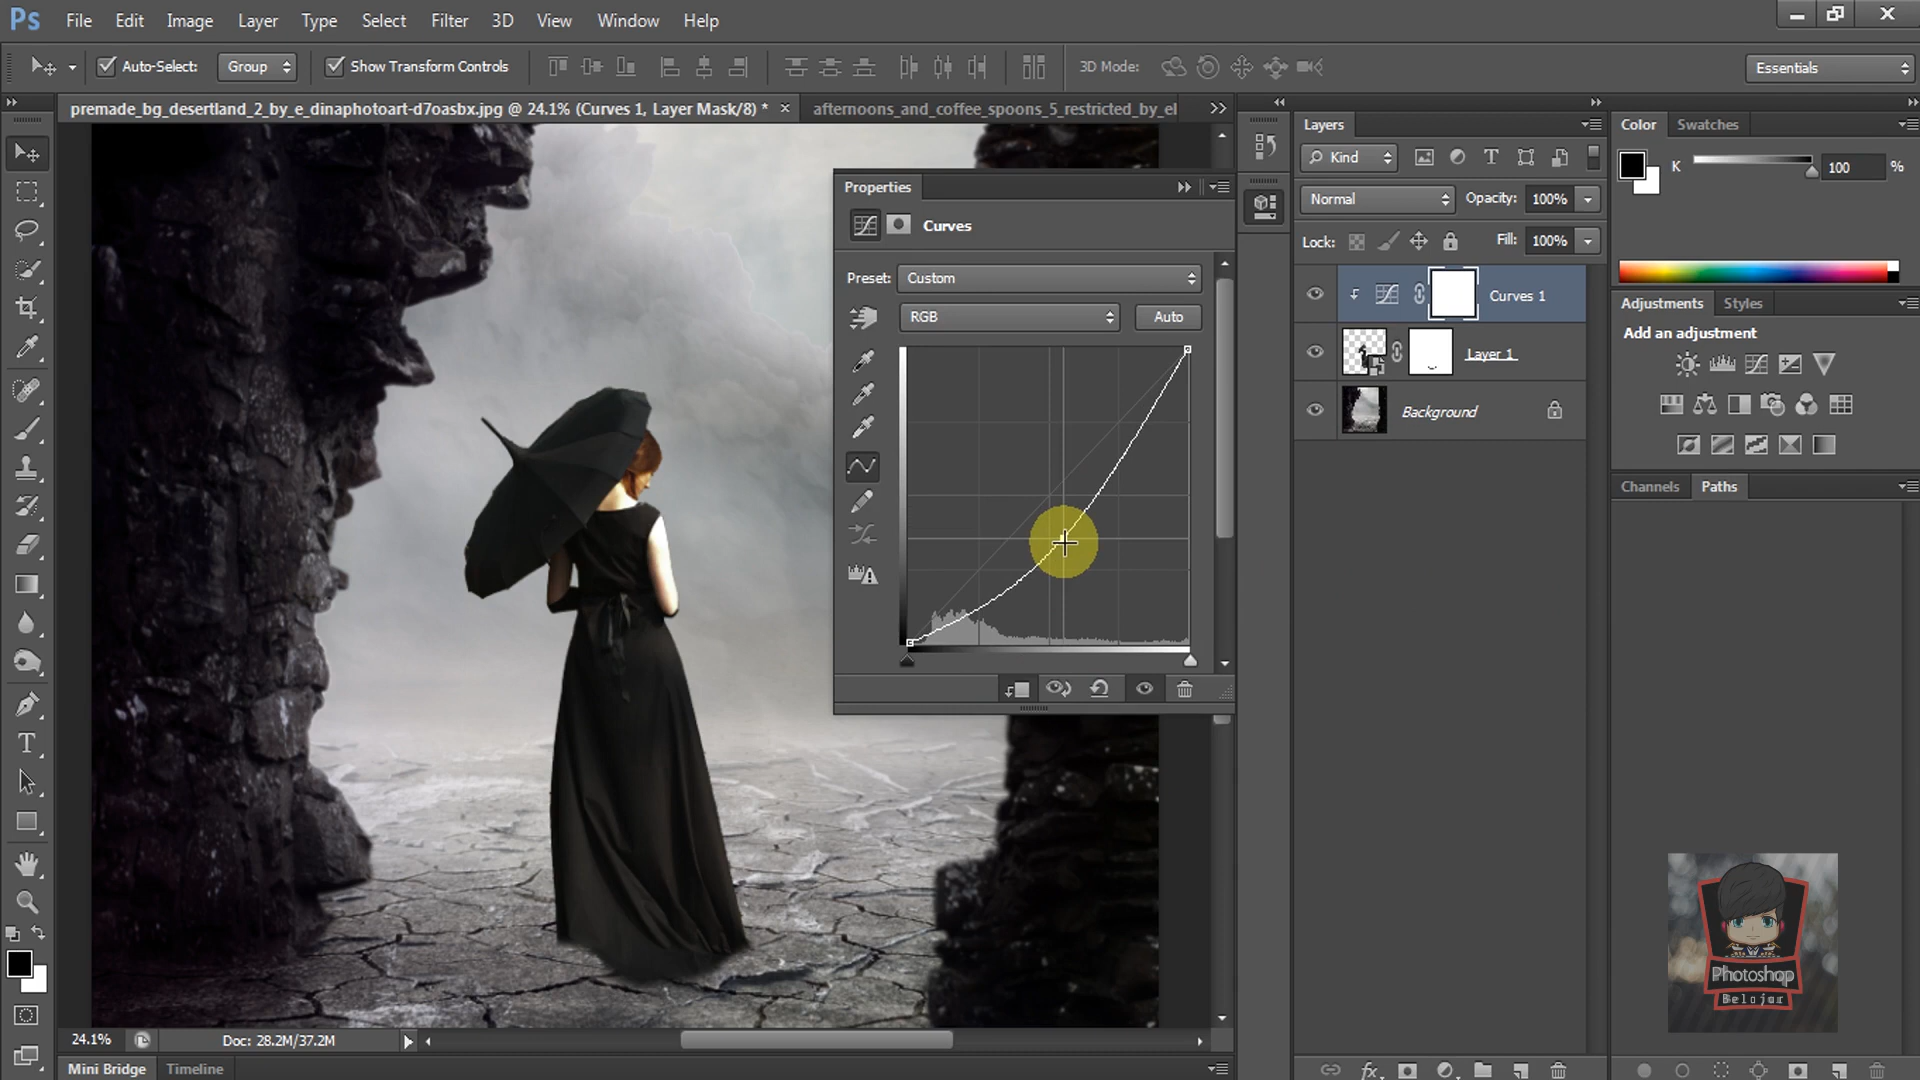 Ps File Edit Image Layer Type Select Filter 3D View Window Help
Auto-Select: Group Show Transform Controls 3D Mode: Essentials
premade_bg_desertland_2_by_e_dinaphotoart-d7oasbx.jpg @ 24.1% (Curves 1, Layer Mask/8) * × afternoons_and_coffee_spoons_5_restricted_by_el
Properties
Curves
Preset: Custom
RGB Auto
Layers
Kind
Normal Opacity: 100%
Lock: Fill: 100%
Curves 1
Layer 1
Background
Color Swatches
K 100 %
Adjustments Styles
Add an adjustment
Channels Paths
Photoshop
Belajar
24.1% Doc: 28.2M/37.2M
Mini Bridge Timeline